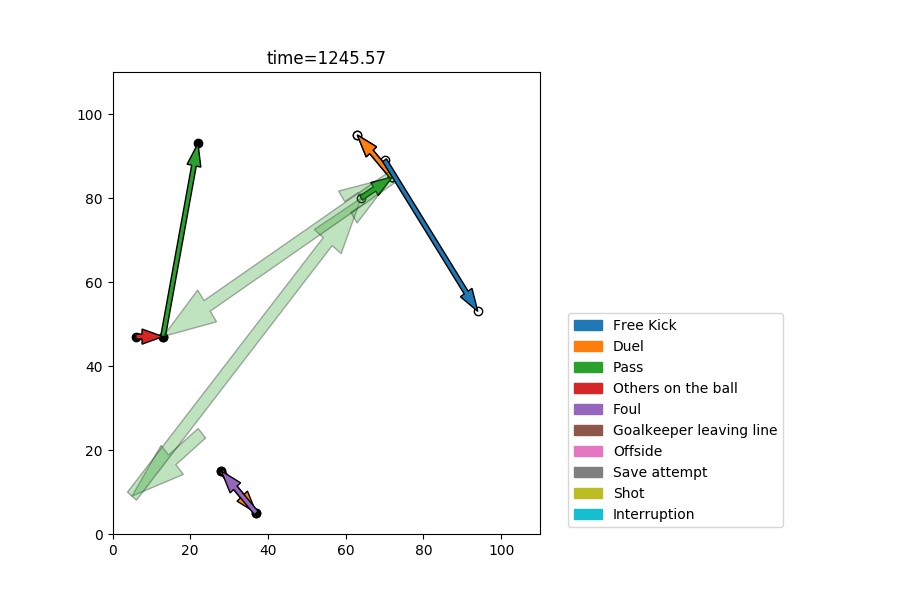 time=1245.57
100
80
60
40
20
0
0
20
40
60
80
100
Free Kick
Duel
Pass
Others on the ball
Foul
Goalkeeper leaving line
Offside
Save attempt
Shot
Interruption